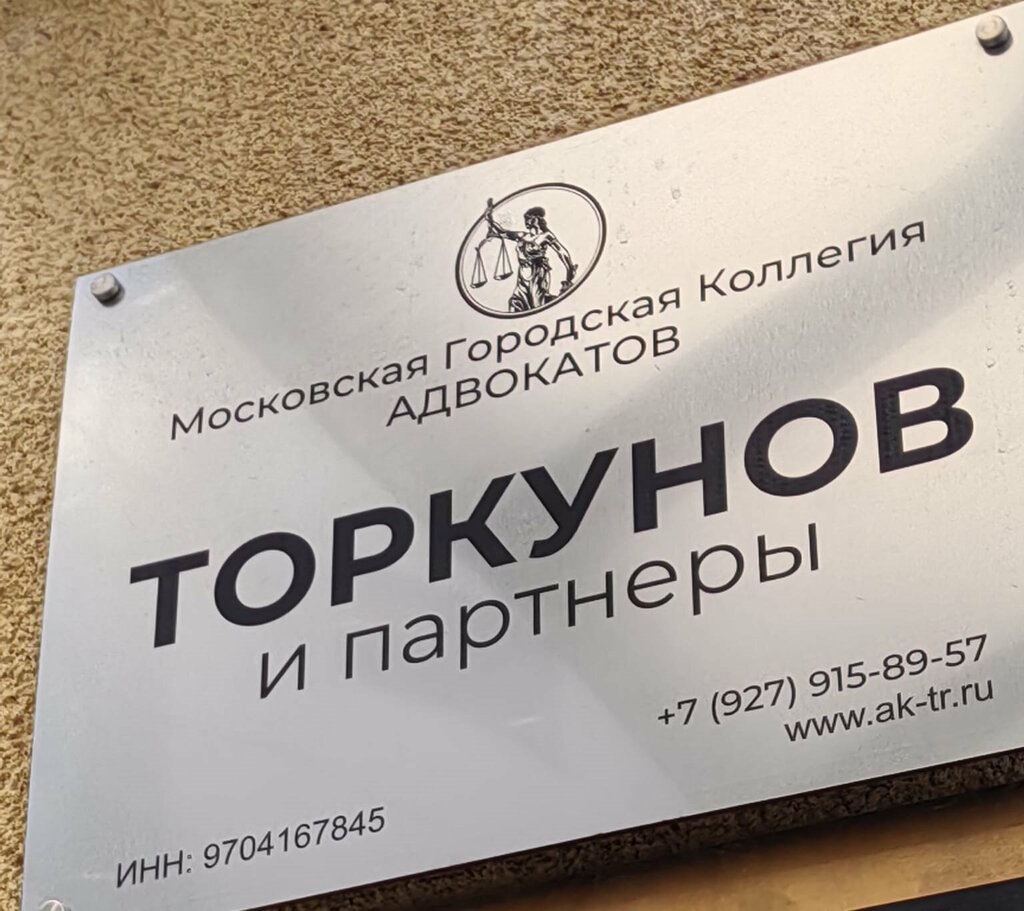 Московская Городская Коллегия
АДВОКАТОВ
ТОРКУНОВ
и партнеры
+7 (927) 915-89-57
www.ak-tr.ru
ИНН: 9704167845